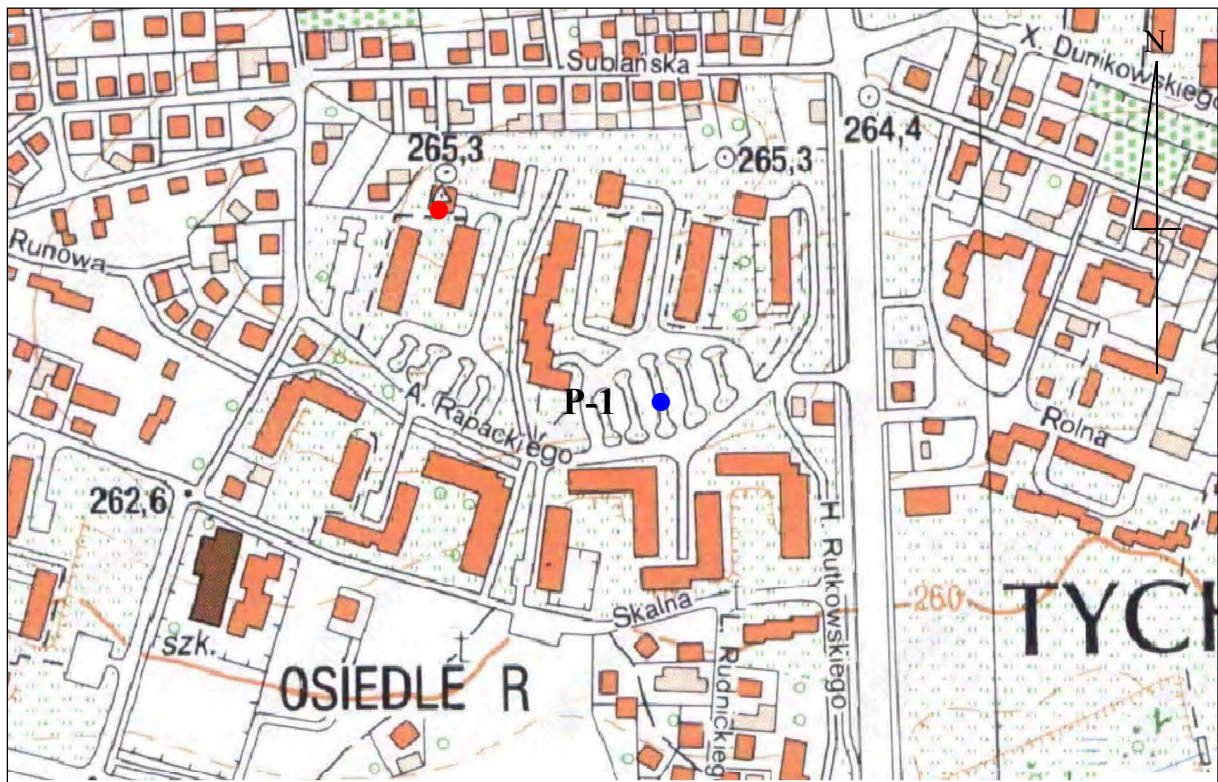 Sublańska
X. Dunikowskiego
N
265,3
265,3
264,4
Runowa
P-1
A. Rapackiego
Rolna
262,6
H. Rutkowskiego
260
TYCH
Skalna
szk.
L. Rudnickieg
OSIEDLE R